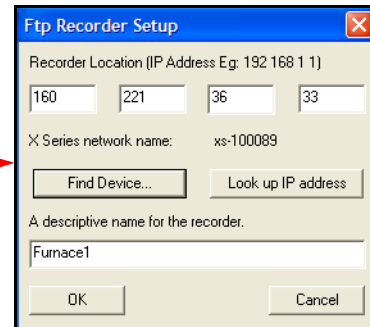 Ftp Recorder Setup
Recorder Location (IP Address Eg: 192 168 1 1)
160 221 36 33
X Series network name: xs-100089
Find Device... Look up IP address
A descriptive name for the recorder.
Furnace1
OK Cancel